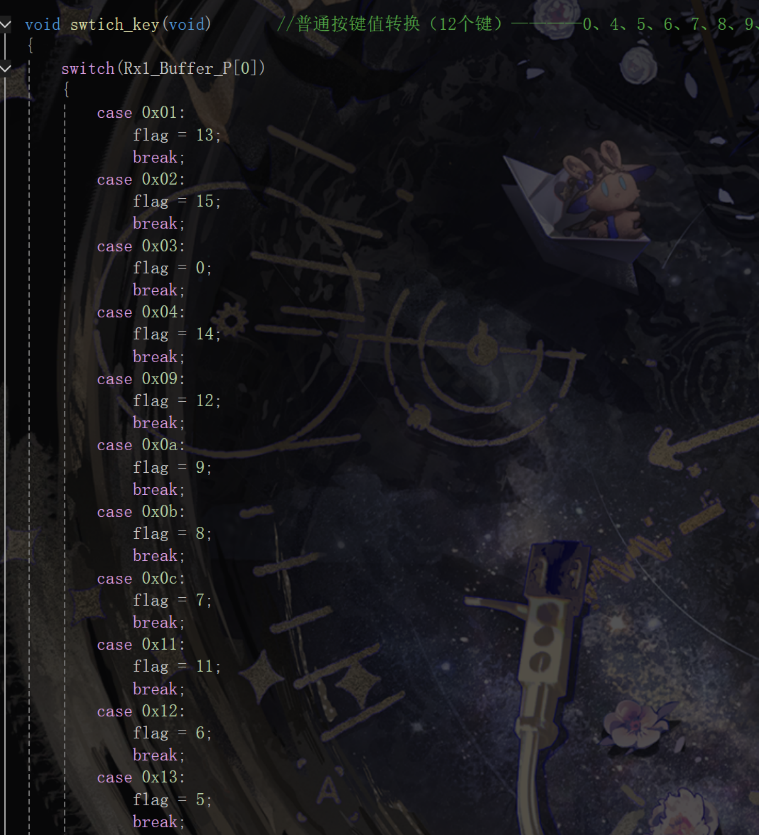 void swtich_key(void) //普通按键值转换（12个键）————0、4、5、6、7、8、9、
{
switch(Rx1_Buffer_P[0])
{
case 0x01:
flag = 13;
break;
case 0x02:
flag = 15;
break;
case 0x03:
flag = 0;
break;
case 0x04:
flag = 14;
break;
case 0x09:
flag = 12;
break;
case 0x0a:
flag = 9;
break;
case 0x0b:
flag = 8;
break;
case 0x0c:
flag = 7;
break;
case 0x11:
flag = 11;
break;
case 0x12:
flag = 6;
break;
case 0x13:
flag = 5;
break;